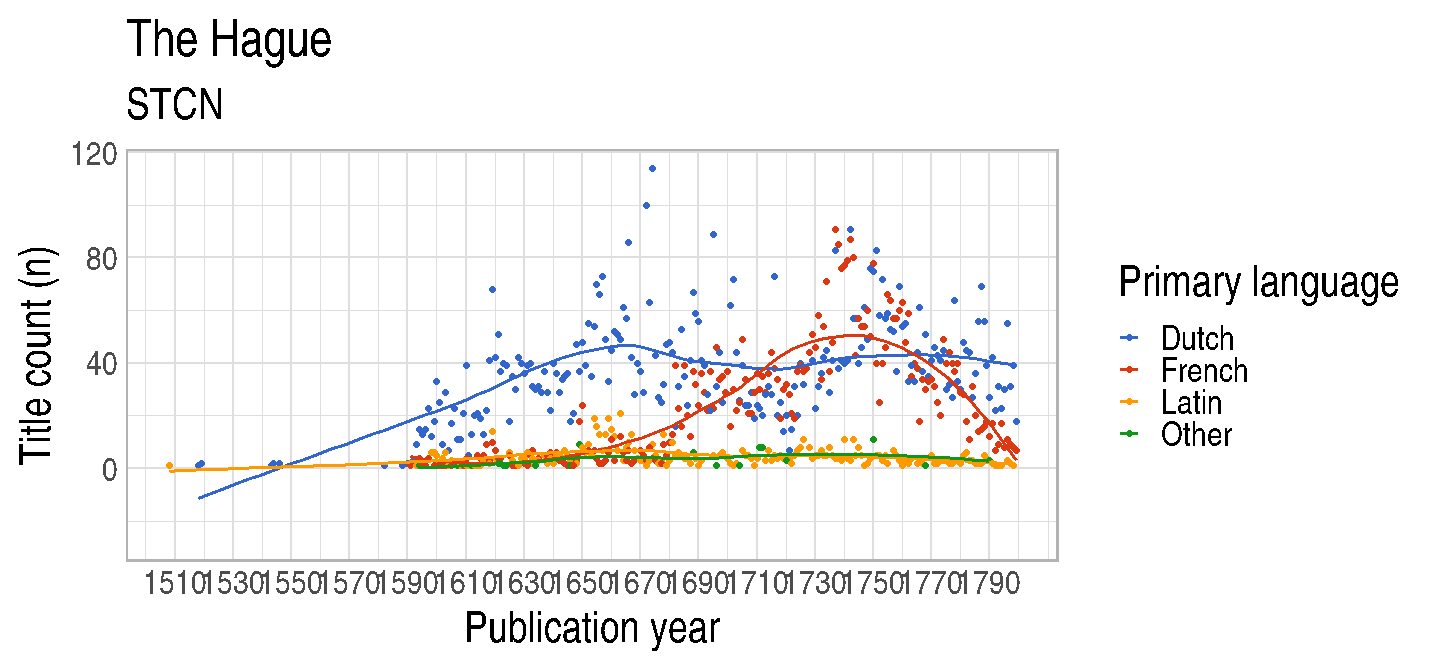 The Hague
STCN
120
80
40
0
Title count (n)
1510 1530 1550 1570 1590 1610 1630 1650 1670 1690 1710 1730 1750 1770 1790
Publication year
Primary language
Dutch
French
Latin
Other